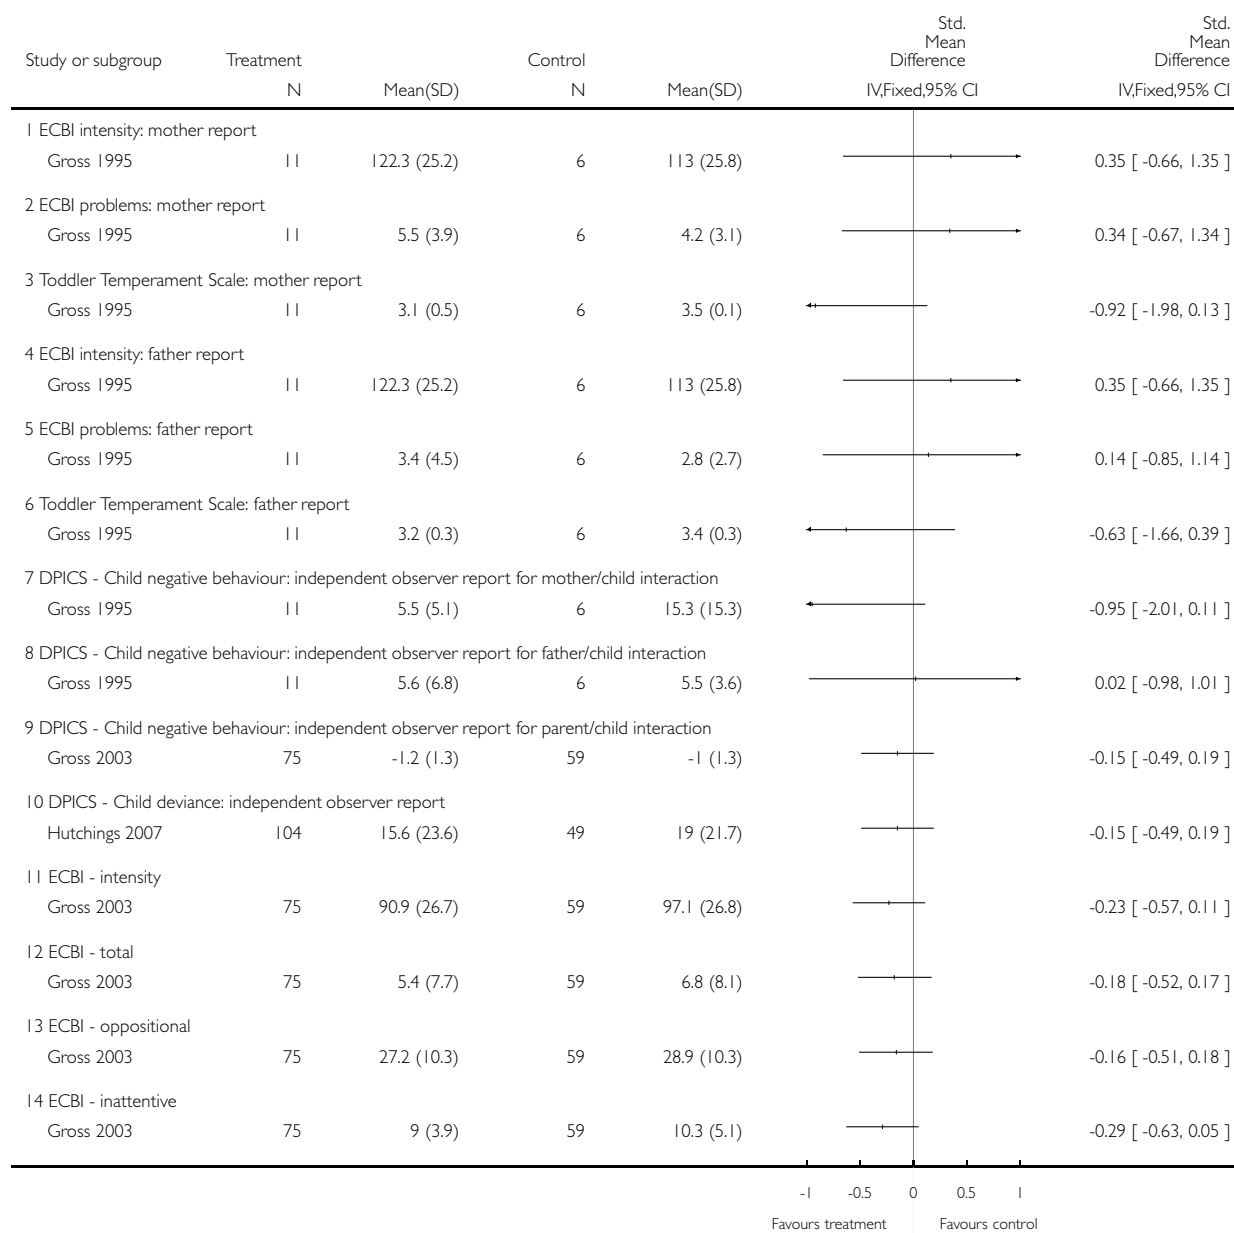 Std. Mean Difference Std. Mean Difference
Study or subgroup Treatment Control
N Mean(SD) N Mean(SD) IV,Fixed,95% CI IV,Fixed,95% CI
1 ECBI intensity: mother report
Gross 1995 11 122.3 (25.2) 6 113 (25.8) 0.35 [ -0.66, 1.35 ]
2 ECBI problems: mother report
Gross 1995 11 5.5 (3.9) 6 4.2 (3.1) 0.34 [ -0.67, 1.34 ]
3 Toddler Temperament Scale: mother report
Gross 1995 11 3.1 (0.5) 6 3.5 (0.1) -0.92 [ -1.98, 0.13 ]
4 ECBI intensity: father report
Gross 1995 11 122.3 (25.2) 6 113 (25.8) 0.35 [ -0.66, 1.35 ]
5 ECBI problems: father report
Gross 1995 11 3.4 (4.5) 6 2.8 (2.7) 0.14 [ -0.85, 1.14 ]
6 Toddler Temperament Scale: father report
Gross 1995 11 3.2 (0.3) 6 3.4 (0.3) -0.63 [ -1.66, 0.39 ]
7 DPICS - Child negative behaviour: independent observer report for mother/child interaction
Gross 1995 11 5.5 (5.1) 6 15.3 (15.3) -0.95 [ -2.01, 0.11 ]
8 DPICS - Child negative behaviour: independent observer report for father/child interaction
Gross 1995 11 5.6 (6.8) 6 5.5 (3.6) 0.02 [ -0.98, 1.01 ]
9 DPICS - Child negative behaviour: independent observer report for parent/child interaction
Gross 2003 75 -1.2 (1.3) 59 -1 (1.3) -0.15 [ -0.49, 0.19 ]
10 DPICS - Child deviance: independent observer report
Hutchings 2007 104 15.6 (23.6) 49 19 (21.7) -0.15 [ -0.49, 0.19 ]
11 ECBI - intensity
Gross 2003 75 90.9 (26.7) 59 97.1 (26.8) -0.23 [ -0.57, 0.11 ]
12 ECBI - total
Gross 2003 75 5.4 (7.7) 59 6.8 (8.1) -0.18 [ -0.52, 0.17 ]
13 ECBI - oppositional
Gross 2003 75 27.2 (10.3) 59 28.9 (10.3) -0.16 [ -0.51, 0.18 ]
14 ECBI - inattentive
Gross 2003 75 9 (3.9) 59 10.3 (5.1) -0.29 [ -0.63, 0.05 ]
-1 -0.5 0 0.5 1
Favours treatment Favours control